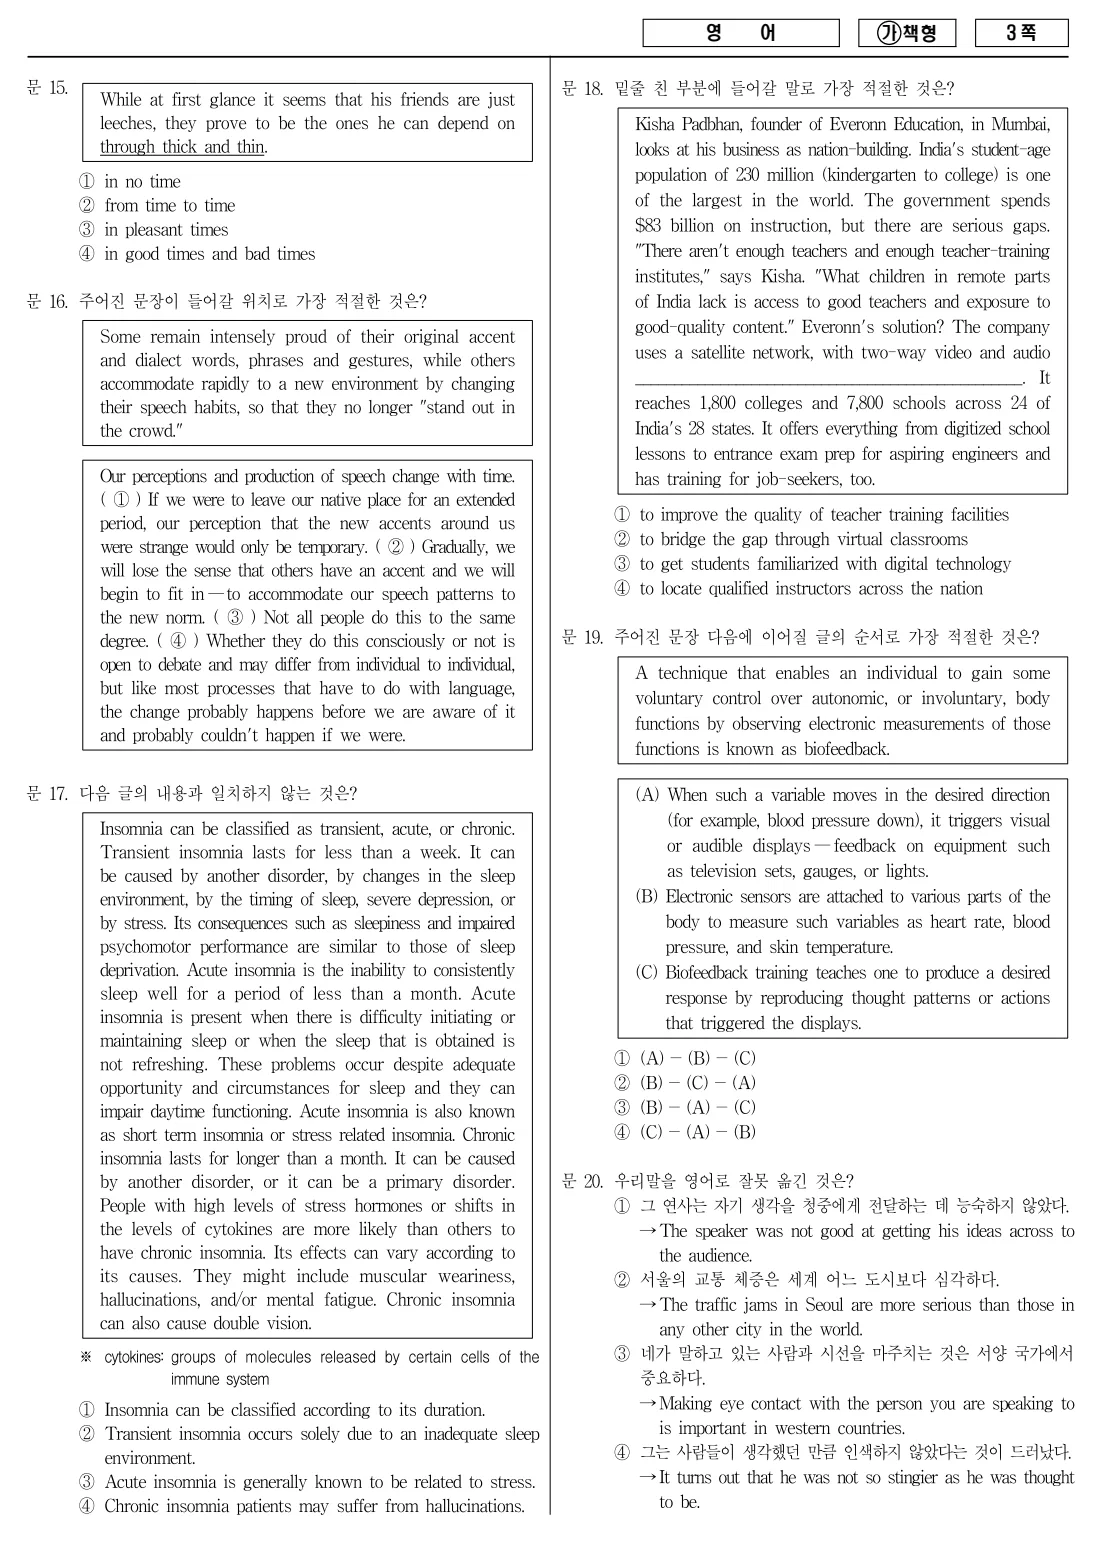 영 어
㉮책형
3쪽
문 15.
While at first glance it seems that his friends are just
leeches, they prove to be the ones he can depend on
through thick and thin.
① in no time
② from time to time
③ in pleasant times
④ in good times and bad times
문 16. 주어진 문장이 들어갈 위치로 가장 적절한 것은?
Some remain intensely proud of their original accent
and dialect words, phrases and gestures, while others
accommodate rapidly to a new environment by changing
their speech habits, so that they no longer "stand out in
the crowd."
Our perceptions and production of speech change with time.
( ① ) If we were to leave our native place for an extended
period, our perception that the new accents around us
were strange would only be temporary. ( ② ) Gradually, we
will lose the sense that others have an accent and we will
begin to fit in — to accommodate our speech patterns to
the new norm. ( ③ ) Not all people do this to the same
degree. ( ④ ) Whether they do this consciously or not is
open to debate and may differ from individual to individual,
but like most processes that have to do with language,
the change probably happens before we are aware of it
and probably couldn't happen if we were.
문 17. 다음 글의 내용과 일치하지 않는 것은?
Insomnia can be classified as transient, acute, or chronic.
Transient insomnia lasts for less than a week. It can
be caused by another disorder, by changes in the sleep
environment, by the timing of sleep, severe depression, or
by stress. Its consequences such as sleepiness and impaired
psychomotor performance are similar to those of sleep
deprivation. Acute insomnia is the inability to consistently
sleep well for a period of less than a month. Acute
insomnia is present when there is difficulty initiating or
maintaining sleep or when the sleep that is obtained is
not refreshing. These problems occur despite adequate
opportunity and circumstances for sleep and they can
impair daytime functioning. Acute insomnia is also known
as short term insomnia or stress related insomnia. Chronic
insomnia lasts for longer than a month. It can be caused
by another disorder, or it can be a primary disorder.
People with high levels of stress hormones or shifts in
the levels of cytokines are more likely than others to
have chronic insomnia. Its effects can vary according to
its causes. They might include muscular weariness,
hallucinations, and/or mental fatigue. Chronic insomnia
can also cause double vision.
※ cytokines: groups of molecules released by certain cells of the
immune system
① Insomnia can be classified according to its duration.
② Transient insomnia occurs solely due to an inadequate sleep
environment.
③ Acute insomnia is generally known to be related to stress.
④ Chronic insomnia patients may suffer from hallucinations.
문 18. 밑줄 친 부분에 들어갈 말로 가장 적절한 것은?
Kisha Padbhan, founder of Everonn Education, in Mumbai,
looks at his business as nation-building. India's student-age
population of 230 million (kindergarten to college) is one
of the largest in the world. The government spends
$83 billion on instruction, but there are serious gaps.
"There aren't enough teachers and enough teacher-training
institutes," says Kisha. "What children in remote parts
of India lack is access to good teachers and exposure to
good-quality content." Everonn's solution? The company
uses a satellite network, with two-way video and audio
___________________________________________. It
reaches 1,800 colleges and 7,800 schools across 24 of
India's 28 states. It offers everything from digitized school
lessons to entrance exam prep for aspiring engineers and
has training for job-seekers, too.
① to improve the quality of teacher training facilities
② to bridge the gap through virtual classrooms
③ to get students familiarized with digital technology
④ to locate qualified instructors across the nation
문 19. 주어진 문장 다음에 이어질 글의 순서로 가장 적절한 것은?
A technique that enables an individual to gain some
voluntary control over autonomic, or involuntary, body
functions by observing electronic measurements of those
functions is known as biofeedback.
(A) When such a variable moves in the desired direction
(for example, blood pressure down), it triggers visual
or audible displays — feedback on equipment such
as television sets, gauges, or lights.
(B) Electronic sensors are attached to various parts of the
body to measure such variables as heart rate, blood
pressure, and skin temperature.
(C) Biofeedback training teaches one to produce a desired
response by reproducing thought patterns or actions
that triggered the displays.
① (A) - (B) - (C)
② (B) - (C) - (A)
③ (B) - (A) - (C)
④ (C) - (A) - (B)
문 20. 우리말을 영어로 잘못 옮긴 것은?
① 그 연사는 자기 생각을 청중에게 전달하는 데 능숙하지 않았다.
→ The speaker was not good at getting his ideas across to
the audience.
② 서울의 교통 체증은 세계 어느 도시보다 심각하다.
→ The traffic jams in Seoul are more serious than those in
any other city in the world.
③ 네가 말하고 있는 사람과 시선을 마주치는 것은 서양 국가에서
중요하다.
→ Making eye contact with the person you are speaking to
is important in western countries.
④ 그는 사람들이 생각했던 만큼 인색하지 않았다는 것이 드러났다.
→ It turns out that he was not so stingier as he was thought
to be.